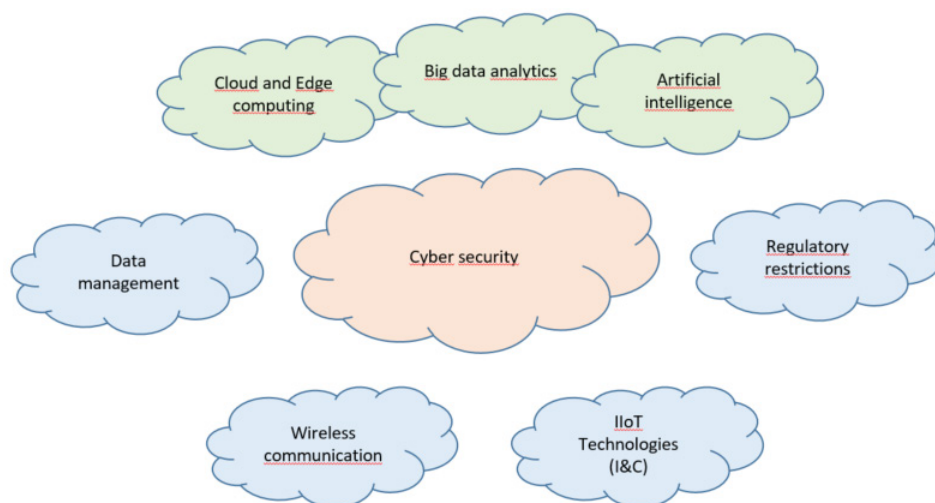 Cloud and Edge
computing
Big data analytics
Artificial
intelligence
Data
management
Cyber security
Regulatory
restrictions
Wireless
communication
IIoT
Technologies
(I&C)